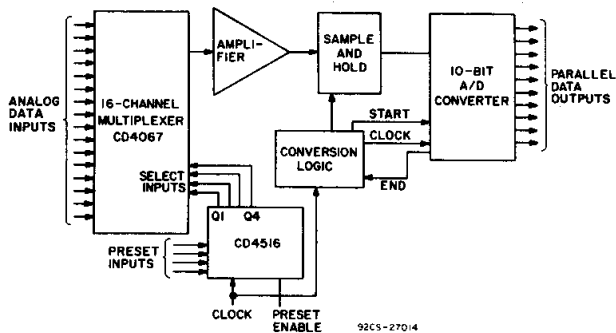 ANALOG
DATA
INPUTS
16-CHANNEL
MULTIPLEXER
CD4067
AMPLI-
FIER
SAMPLE
AND
HOLD
10-BIT
A/D
CONVERTER
PARALLEL
DATA
OUTPUTS
START
CLOCK
END
CONVERSION
LOGIC
SELECT
INPUTS
Q1 Q4
CD4516
PRESET
INPUTS
CLOCK
PRESET
ENABLE
92CS-27014